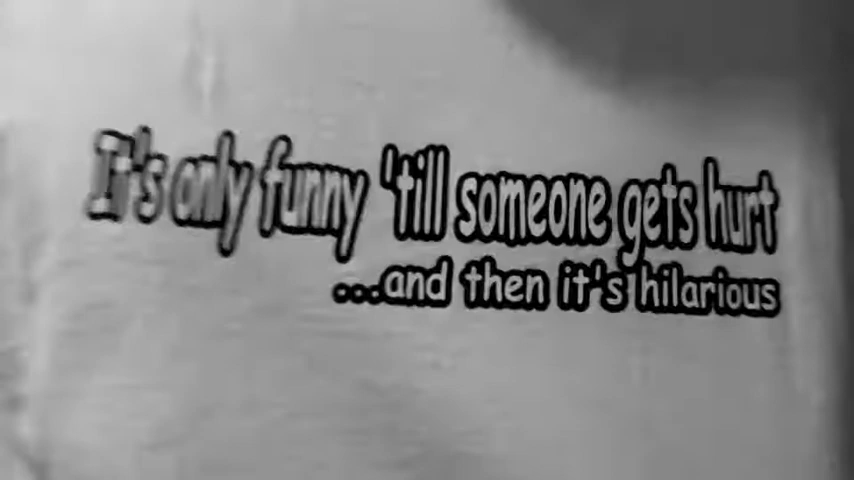 It's only funny 'till someone gets hurt
...and then it's hilarious